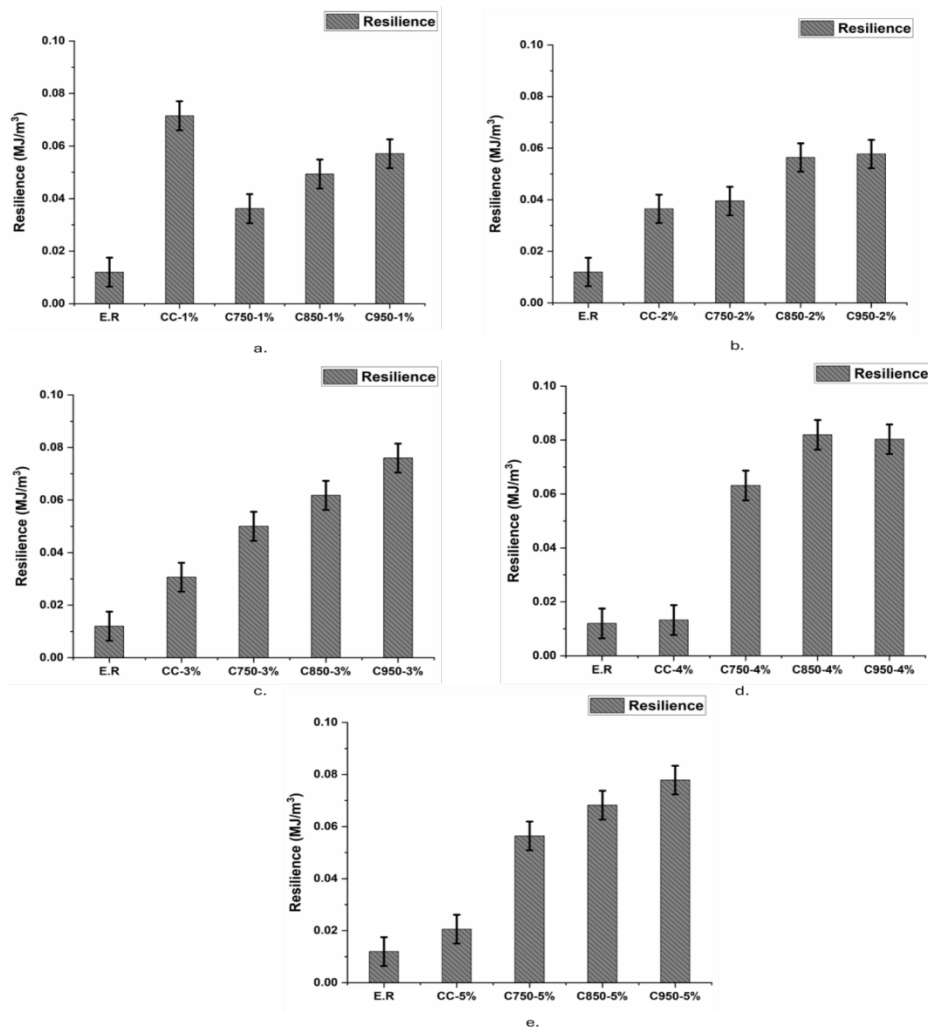 Resilience
Resilience (MJ/m³)
0.10
0.08
0.06
0.04
0.02
0.00
E.R CC-1% C750-1% C850-1% C950-1%
a.
Resilience
Resilience (MJ/m³)
0.10
0.08
0.06
0.04
0.02
0.00
E.R CC-2% C750-2% C850-2% C950-2%
b.
Resilience
Resilience (MJ/m³)
0.10
0.08
0.06
0.04
0.02
0.00
E.R CC-3% C750-3% C850-3% C950-3%
c.
Resilience
Resilience (MJ/m³)
0.10
0.08
0.06
0.04
0.02
0.00
E.R CC-4% C750-4% C850-4% C950-4%
d.
Resilience
Resilience (MJ/m³)
0.10
0.08
0.06
0.04
0.02
0.00
E.R CC-5% C750-5% C850-5% C950-5%
e.